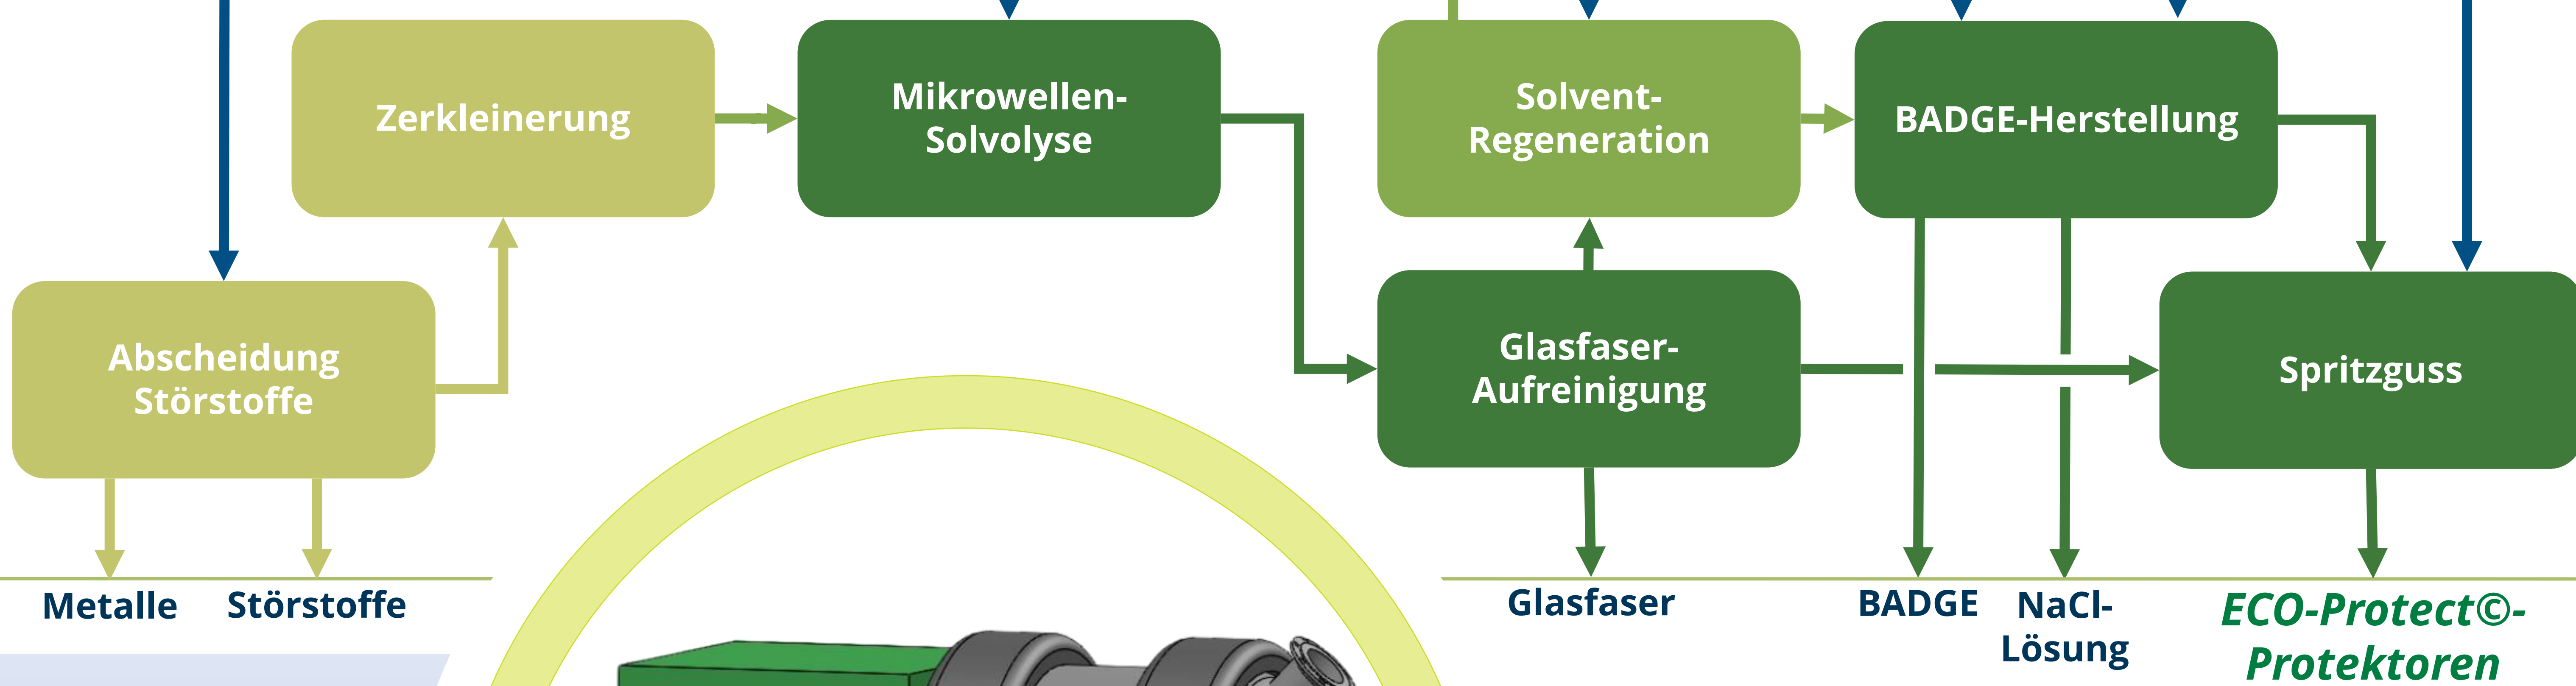 Zerkleinerung
Mikrowellen-
Solvolyse
Solvent-
Regeneration
BADGE-Herstellung
Abscheidung
Störstoffe
Glasfaser-
Aufreinigung
Spritzguss
Metalle
Störstoffe
Glasfaser
BADGE
NaCl-
Lösung
ECO-Protect©-
Protektoren